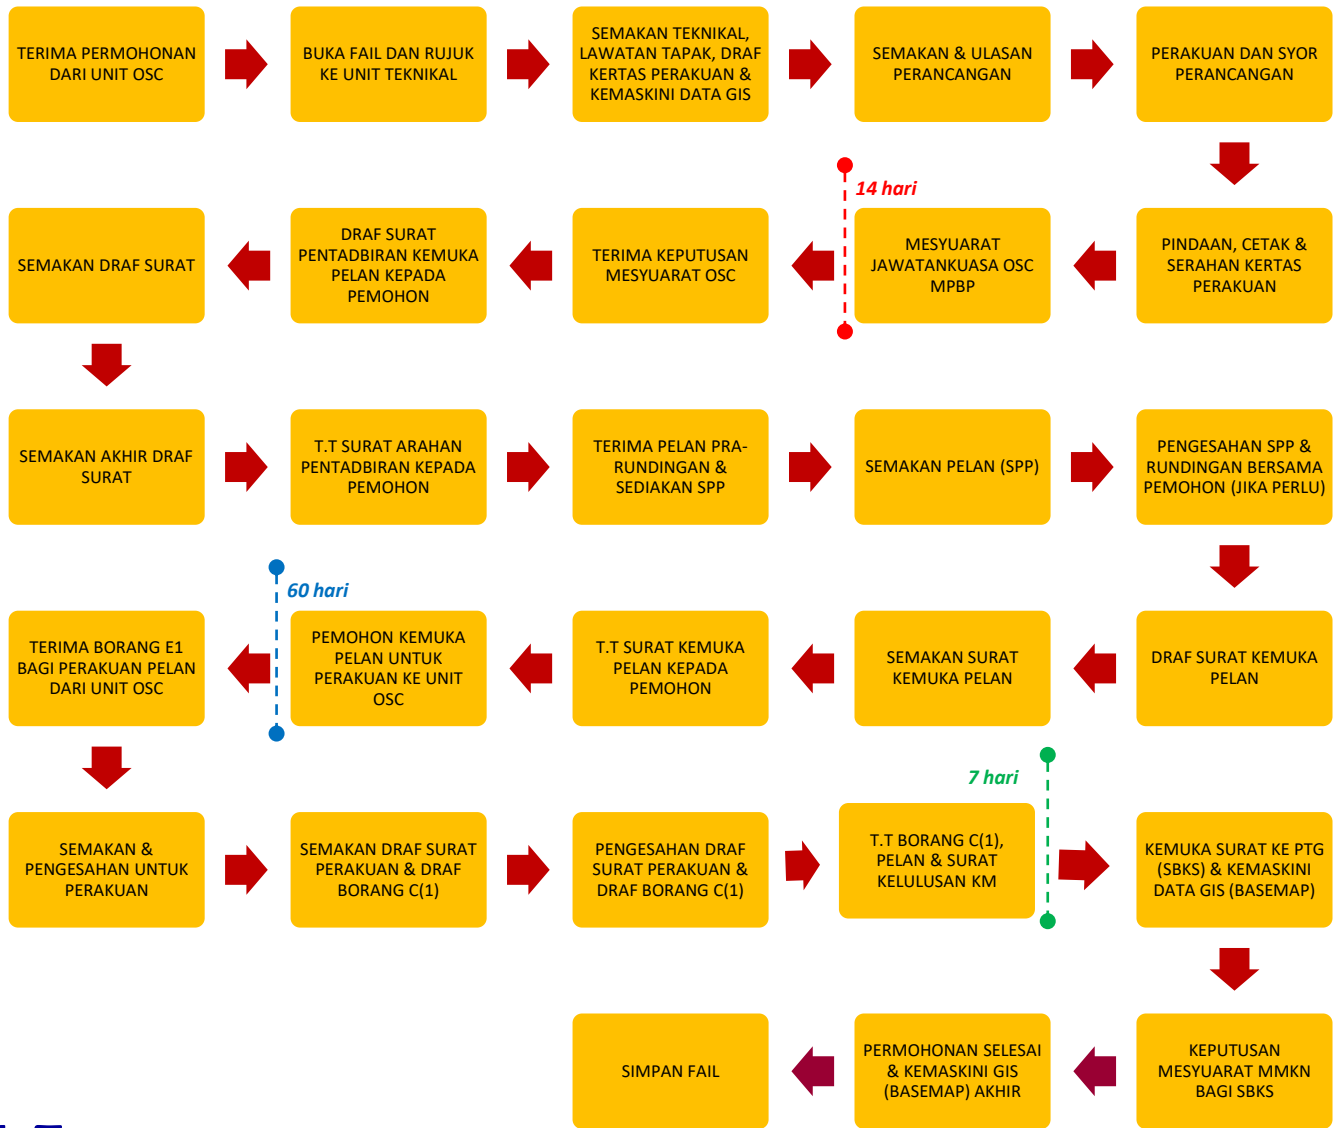 TERIMA PERMOHONAN
DARI UNIT OSC
BUKA FAIL DAN RUJUK
KE UNIT TEKNIKAL
SEMAKAN TEKNIKAL,
LAWATAN TAPAK, DRAF
KERTAS PERAKUAN &
KEMASKINI DATA GIS
SEMAKAN & ULASAN
PERANCANGAN
PERAKUAN DAN SYOR
PERANCANGAN
PINDAAN, CETAK &
SERAHAN KERTAS
PERAKUAN
MESYUARAT
JAWATANKUASA OSC
MPBP
14 hari
TERIMA KEPUTUSAN
MESYUARAT OSC
DRAF SURAT
PENTADBIRAN KEMUKA
PELAN KEPADA
PEMOHON
SEMAKAN DRAF SURAT
SEMAKAN AKHIR DRAF
SURAT
T.T SURAT ARAHAN
PENTADBIRAN KEPADA
PEMOHON
TERIMA PELAN PRA-
RUNDINGAN &
SEDIAKAN SPP
SEMAKAN PELAN (SPP)
PENGESAHAN SPP &
RUNDINGAN BERSAMA
PEMOHON (JIKA PERLU)
DRAF SURAT KEMUKA
PELAN
SEMAKAN SURAT
KEMUKA PELAN
T.T SURAT KEMUKA
PELAN KEPADA
PEMOHON
PEMOHON KEMUKA
PELAN UNTUK
PERAKUAN KE UNIT
OSC
60 hari
TERIMA BORANG E1
BAGI PERAKUAN PELAN
DARI UNIT OSC
SEMAKAN &
PENGESAHAN UNTUK
PERAKUAN
SEMAKAN DRAF SURAT
PERAKUAN & DRAF
BORANG C(1)
PENGESAHAN DRAF
SURAT PERAKUAN &
DRAF BORANG C(1)
T.T BORANG C(1),
PELAN & SURAT
KELULUSAN KM
7 hari
KEMUKA SURAT KE PTG
(SBKS) & KEMASKINI
DATA GIS (BASEMAP)
KEPUTUSAN
MESYUARAT MMKN
BAGI SBKS
PERMOHONAN SELESAI
& KEMASKINI GIS
(BASEMAP) AKHIR
SIMPAN FAIL